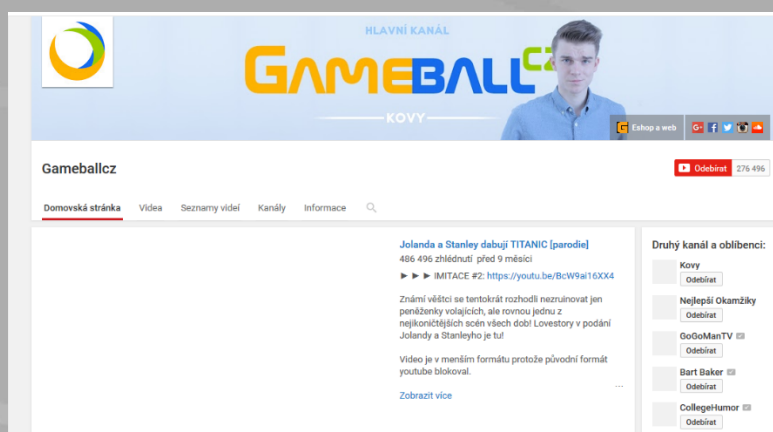 HLAVNÍ KANÁL
GAMEBALL CZ
KOVY
Eshop a web
Gameballcz
Odebírat 276 496
Domovská stránka Videa Seznamy videí Kanály Informace
Jolanda a Stanley dabují TITANIC [parodie]
486 496 zhlédnutí před 9 měsíci
► ► ► IMITACE #2: https://youtu.be/BcW9ai16XX4
Známí věštci se tentokrát rozhodli nezruinovat jen
peněženky volajících, ale rovnou jednu z
nejikoničtějších scén všech dob! Lovestory v podání
Jolandy a Stanleyho je tu!
Video je v menším formátu protože původní formát
youtube blokoval.
...
Zobrazit více
Druhý kanál a oblíbenci:
Kovy
Odebírat
Nejlepší Okamžiky
Odebírat
GoGoManTV
Odebírat
Bart Baker
Odebírat
CollegeHumor
Odebírat